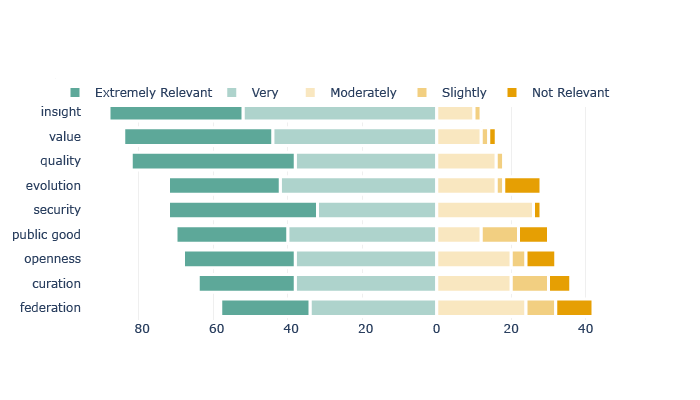 Extremely Relevant Very Moderately Slightly Not Relevant
insight
value
quality
evolution
security
public good
openness
curation
federation
80 60 40 20 0 20 40